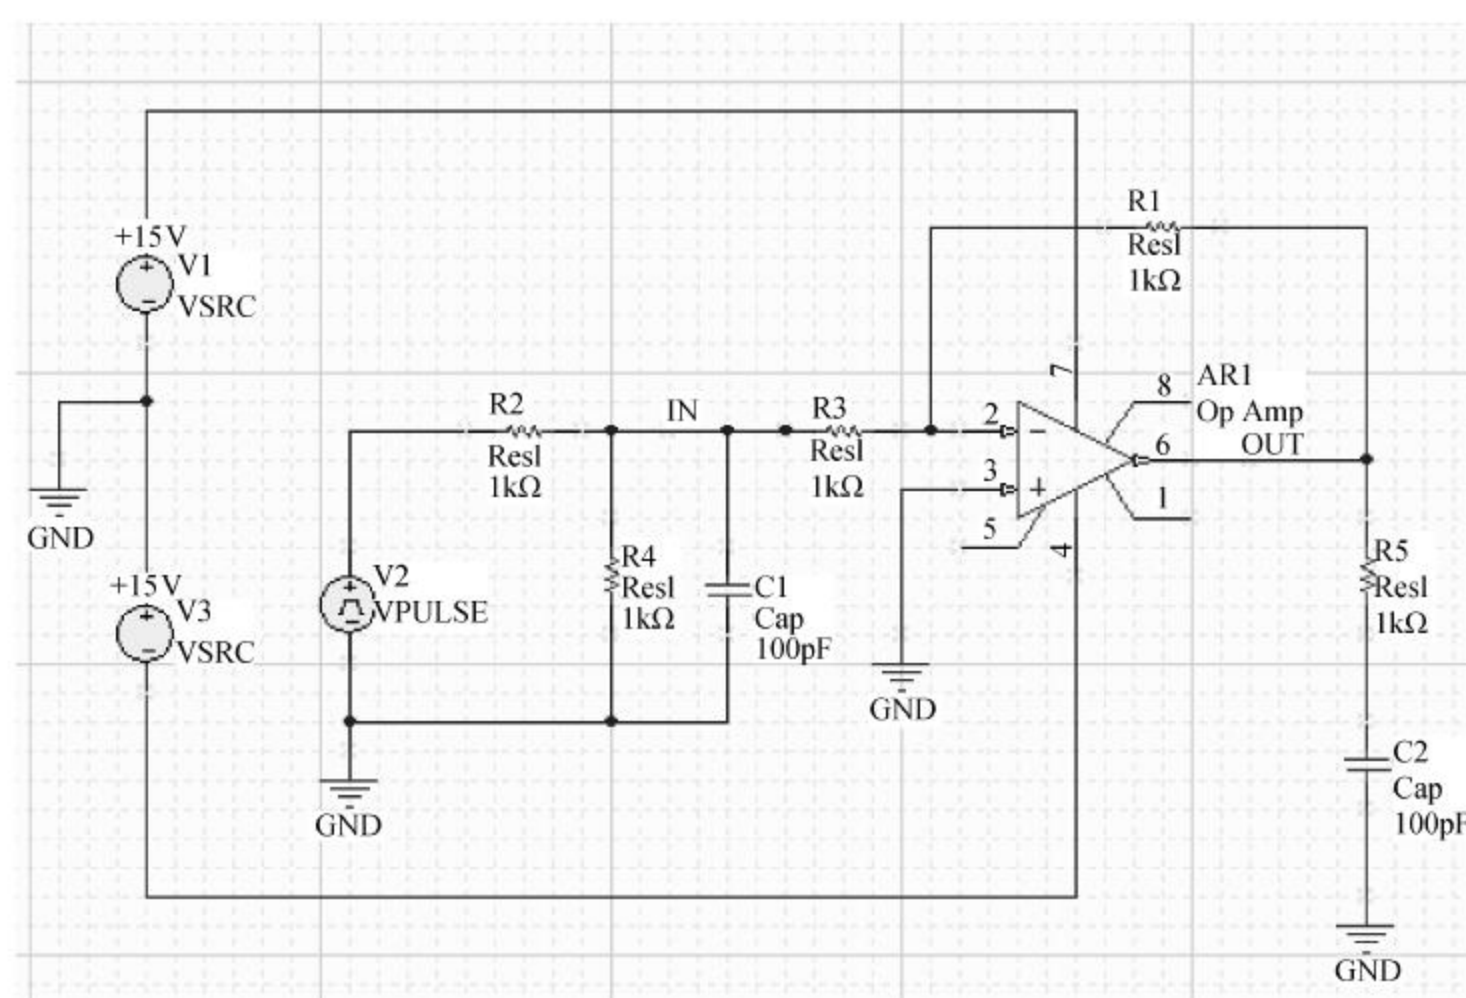 R1
Resl
1kΩ
+15V
V1
VSRC
7
8
AR1
Op Amp
OUT
R2
Resl
1kΩ
IN
R3
Resl
1kΩ
2
3
5
6
1
4
GND
+15V
V3
VSRC
V2
VPULSE
R4
Resl
1kΩ
C1
Cap
100pF
R5
Resl
1kΩ
GND
GND
C2
Cap
100pF
GND